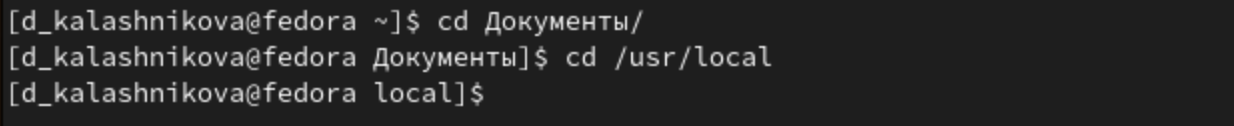 [d_kalashnikova@fedora ~]$ cd Документы/
[d_kalashnikova@fedora Документы]$ cd /usr/local
[d_kalashnikova@fedora local]$